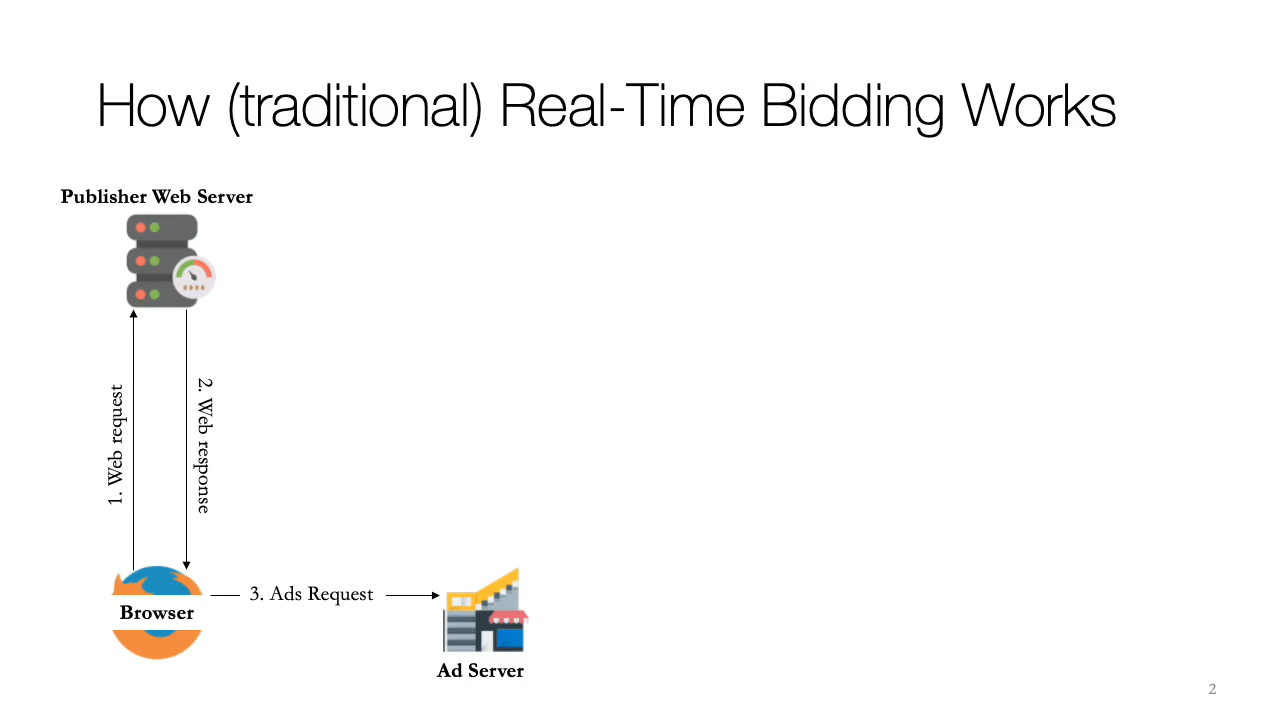 How (traditional) Real-Time Bidding Works
Publisher Web Server
1. Web request
2. Web response
Browser
3. Ads Request
Ad Server
2